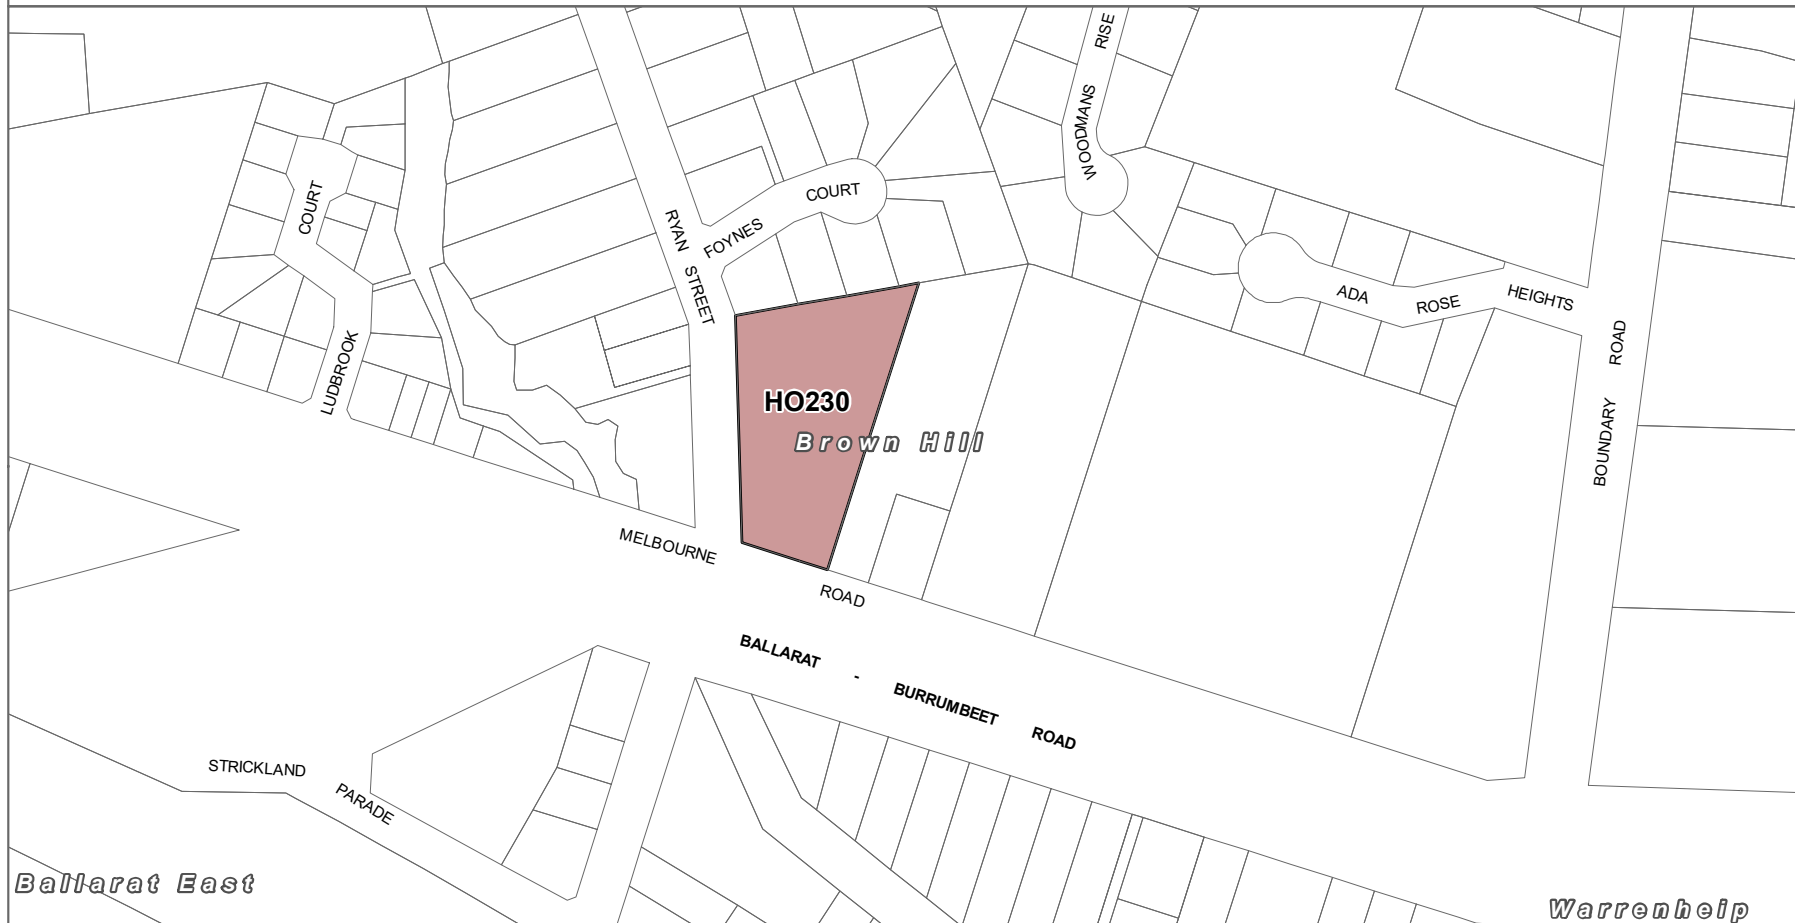 WOODMANS RISE
COURT
LUDBROOK
RYAN STREET
FOYNES
COURT
ADA ROSE HEIGHTS
BOUNDARY ROAD
HO230
Brown Hill
MELBOURNE ROAD
BALLARAT - BURRUMBEET ROAD
STRICKLAND PARADE
Ballarat East
Warrenheip